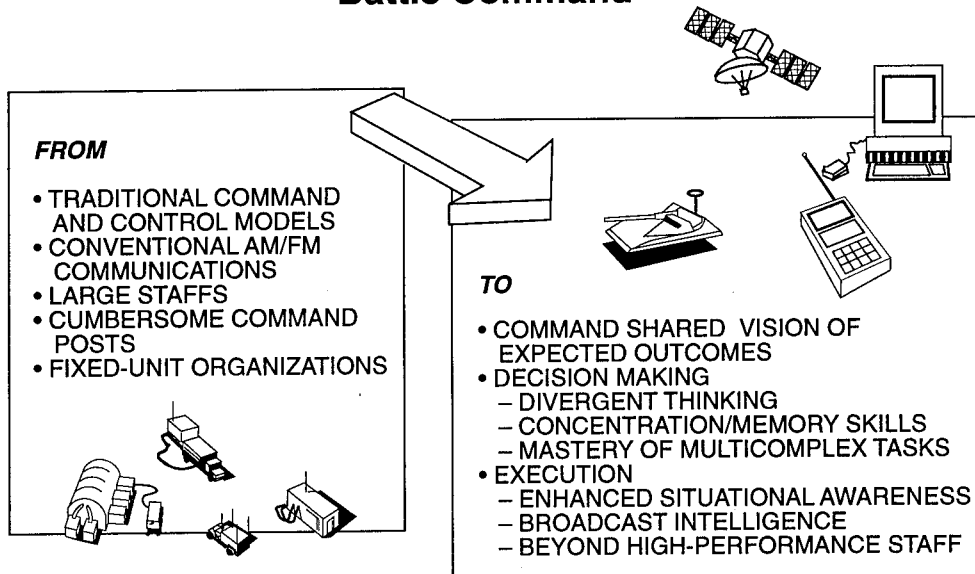 Battle Command
FROM
• TRADITIONAL COMMAND
AND CONTROL MODELS
• CONVENTIONAL AM/FM
COMMUNICATIONS
• LARGE STAFFS
• CUMBERSOME COMMAND
POSTS
• FIXED-UNIT ORGANIZATIONS
TO
• COMMAND SHARED VISION OF
EXPECTED OUTCOMES
• DECISION MAKING
– DIVERGENT THINKING
– CONCENTRATION/MEMORY SKILLS
– MASTERY OF MULTICOMPLEX TASKS
• EXECUTION
– ENHANCED SITUATIONAL AWARENESS
– BROADCAST INTELLIGENCE
– BEYOND HIGH-PERFORMANCE STAFF